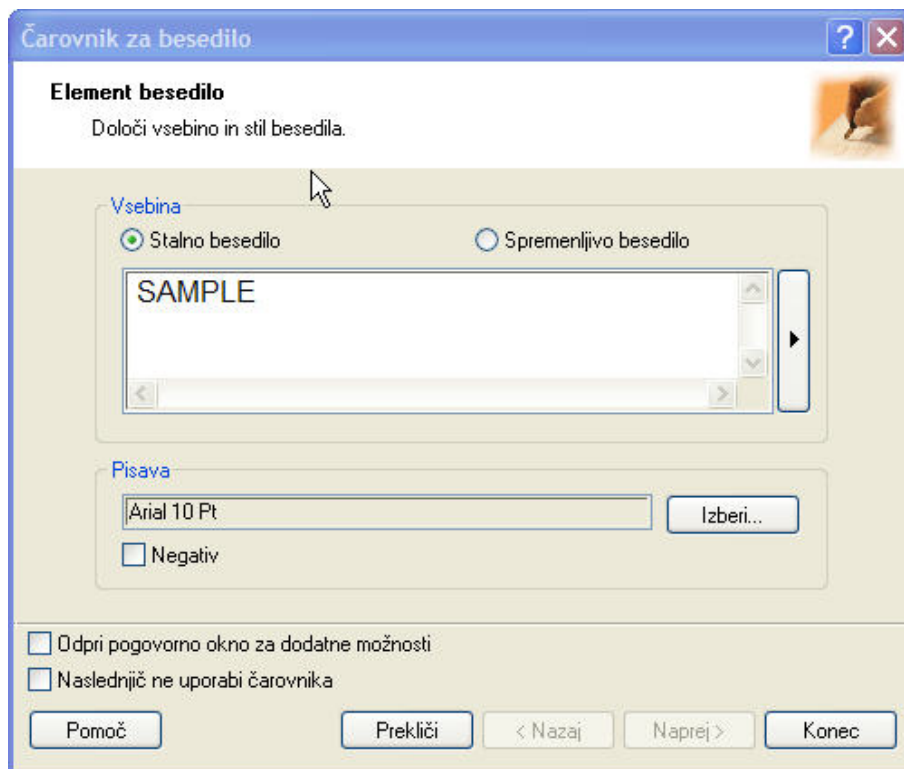 Čarovnik za besedilo
Element besedilo
Določi vsebino in stil besedila.
Vsebina
Stalno besedilo Spremenljivo besedilo
SAMPLE
Pisava
Arial 10 Pt Izberi...
Negativ
Odpri pogovorno okno za dodatne možnosti
Naslednjič ne uporabi čarovnika
Pomoč Prekliči < Nazaj Naprej > Konec